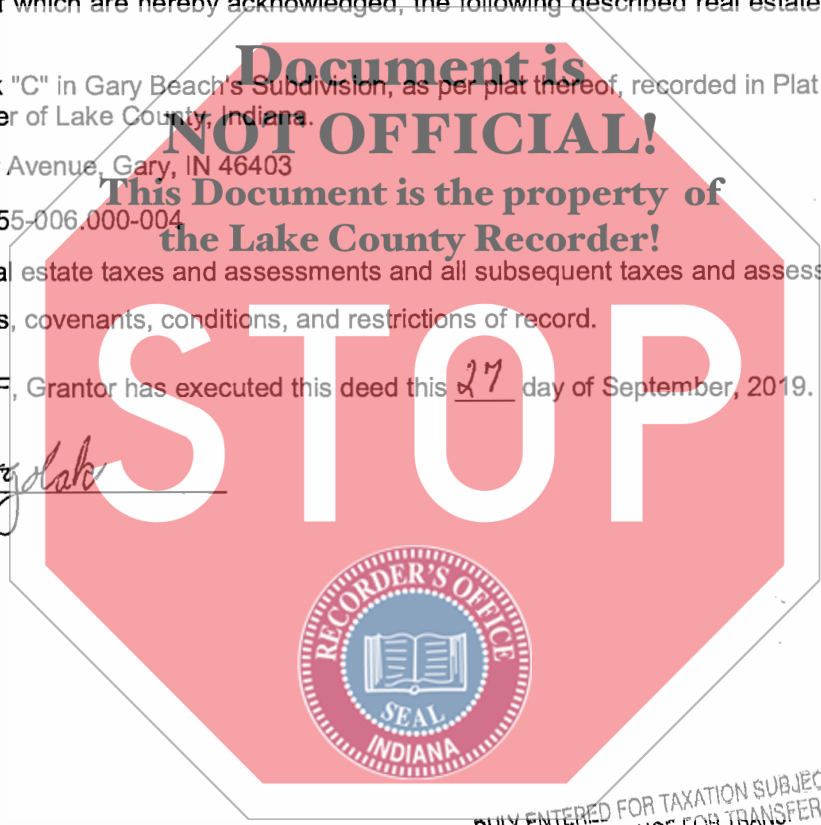 which are hereby acknowledged, the following described real estate
Document is
"C" in Gary Beach's Subdivision, as per plat thereof, recorded in Plat
er of Lake County, Indiana.
NOT OFFICIAL!
Avenue, Gary, IN 46403
This Document is the property of
55-006.000-004
the Lake County Recorder!
al estate taxes and assessments and all subsequent taxes and assess
s, covenants, conditions, and restrictions of record.
STOP
F, Grantor has executed this deed this 27 day of September, 2019.
RECORDER'S OFFICE
SEAL
INDIANA
DULY ENTERED FOR TAXATION SUBJEC
FOR TRANSFER